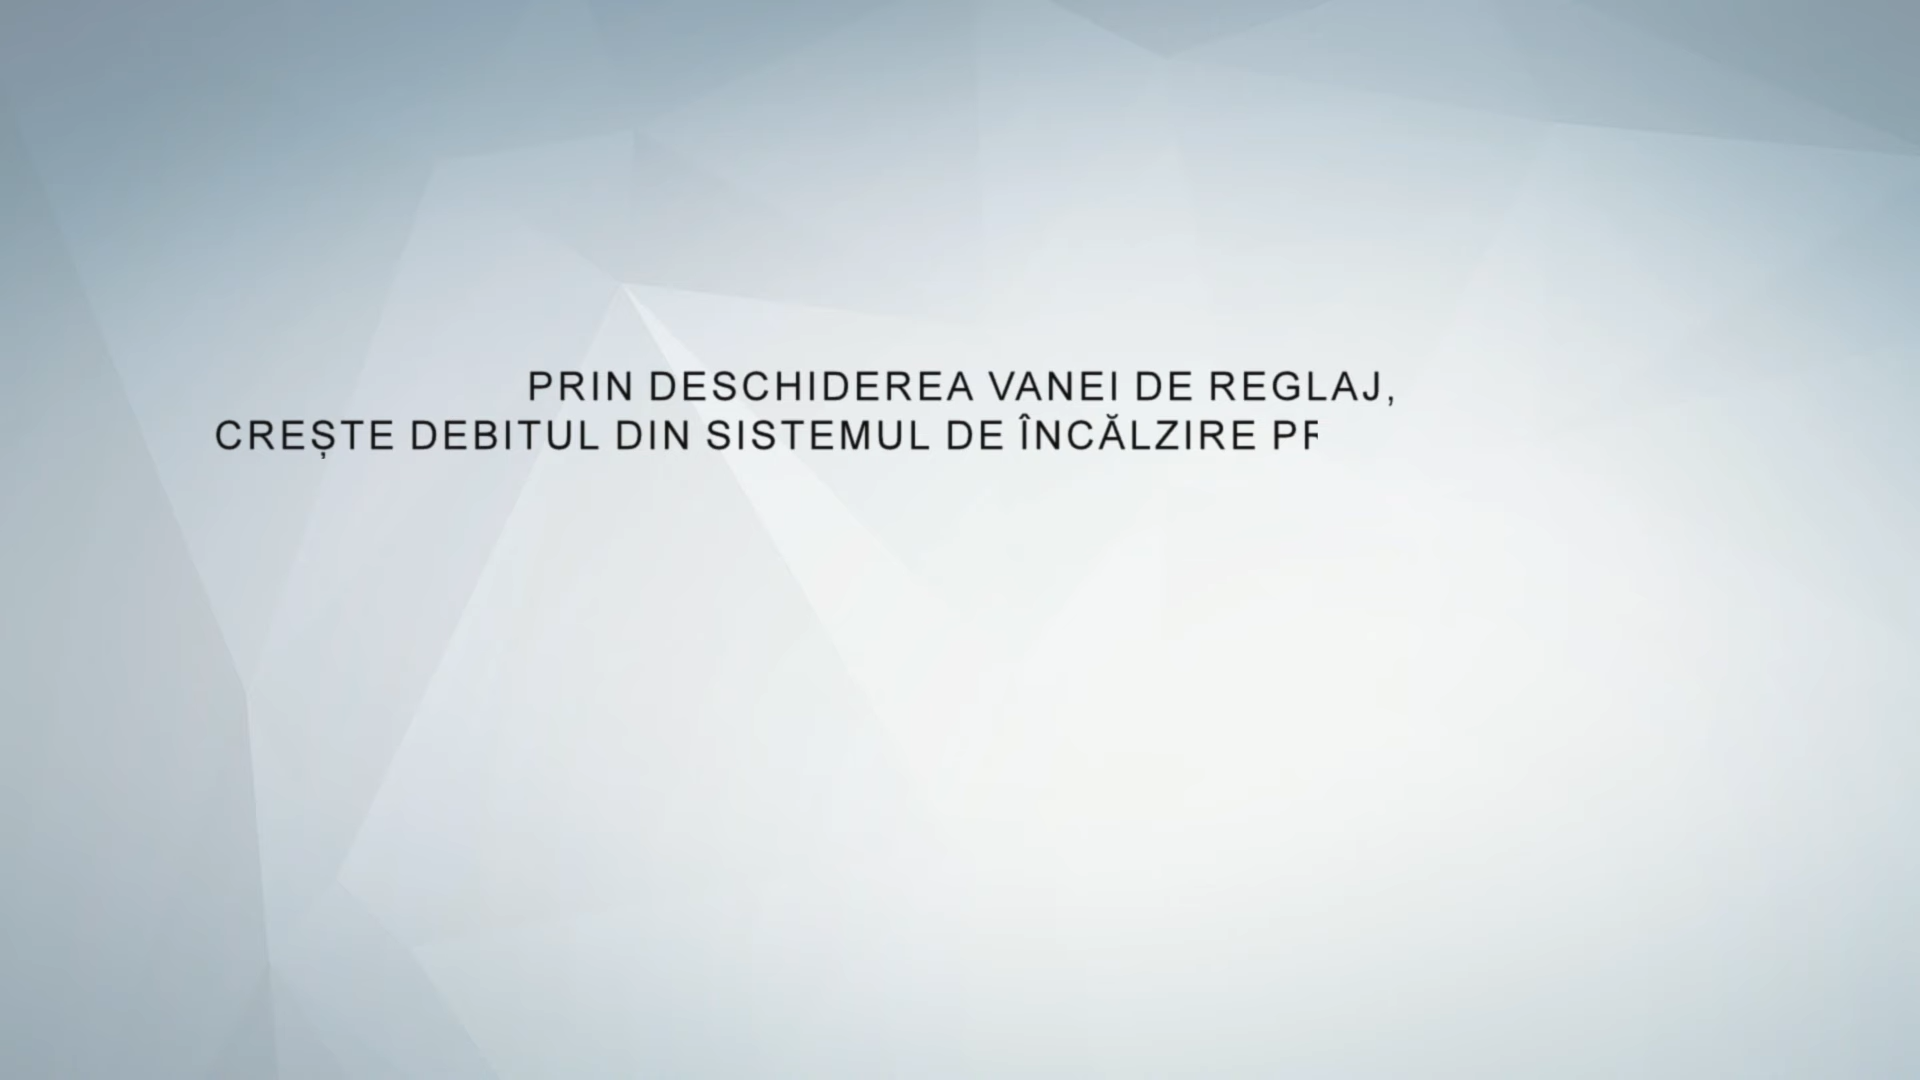 PRIN DESCHIDEREA VANEI DE REGLAJ,
CREȘTE DEBITUL DIN SISTEMUL DE ÎNCĂLZIRE